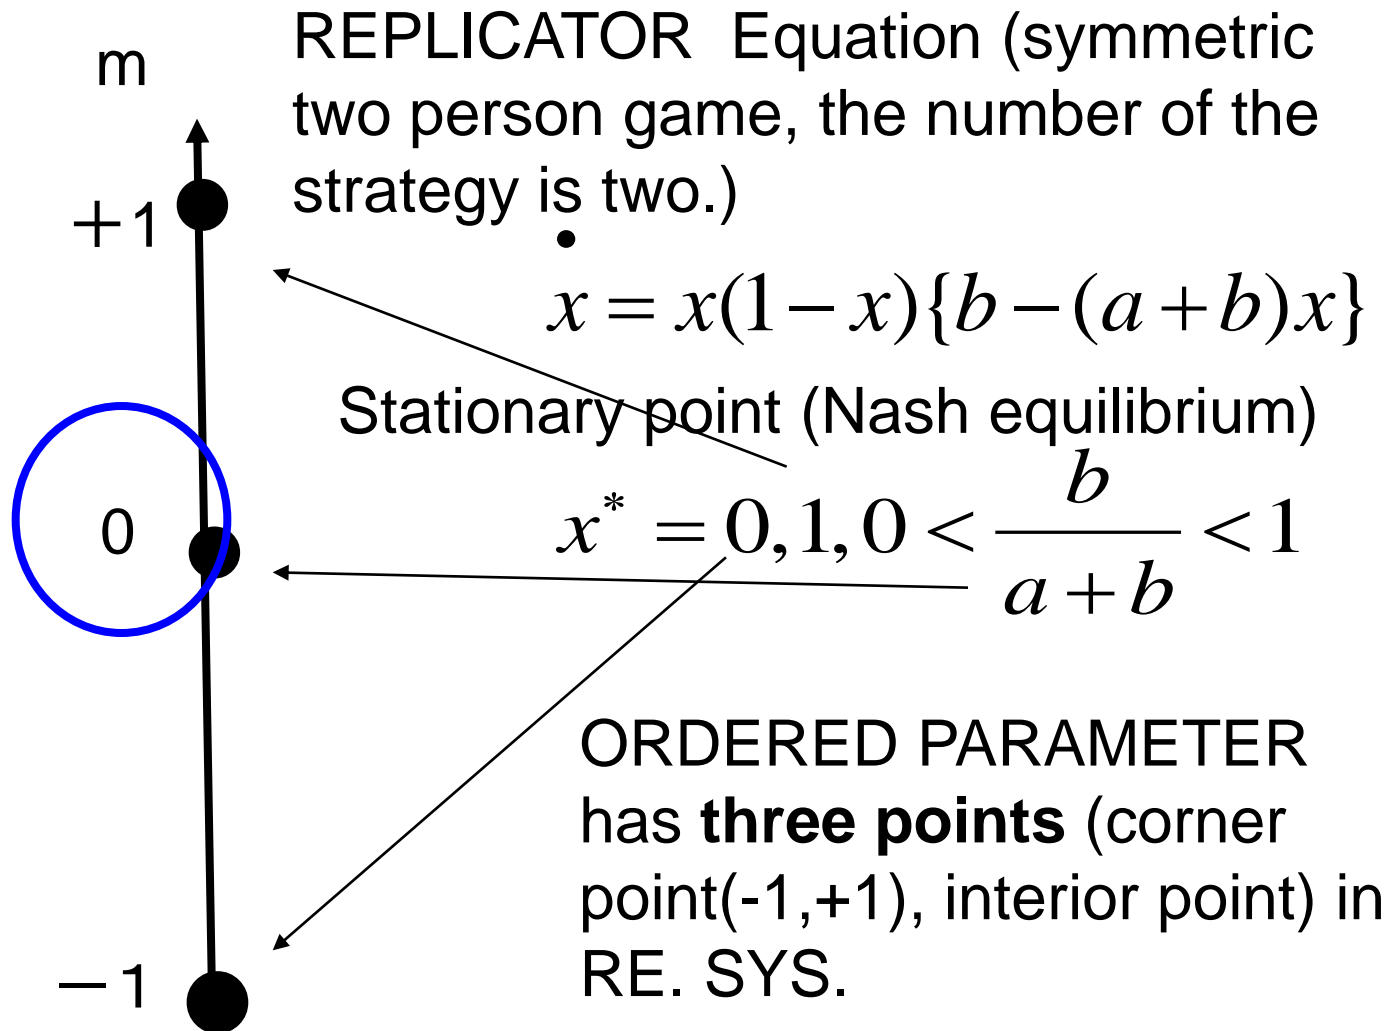 m
REPLICATOR Equation (symmetric
two person game, the number of the
strategy is two.)
+1
ẋ = x(1 − x){b − (a + b)x}
Stationary point (Nash equilibrium)
0
x* = 0,1,0 < b/(a + b) < 1
ORDERED PARAMETER
has three points (corner
point(-1,+1), interior point) in
RE. SYS.
−1